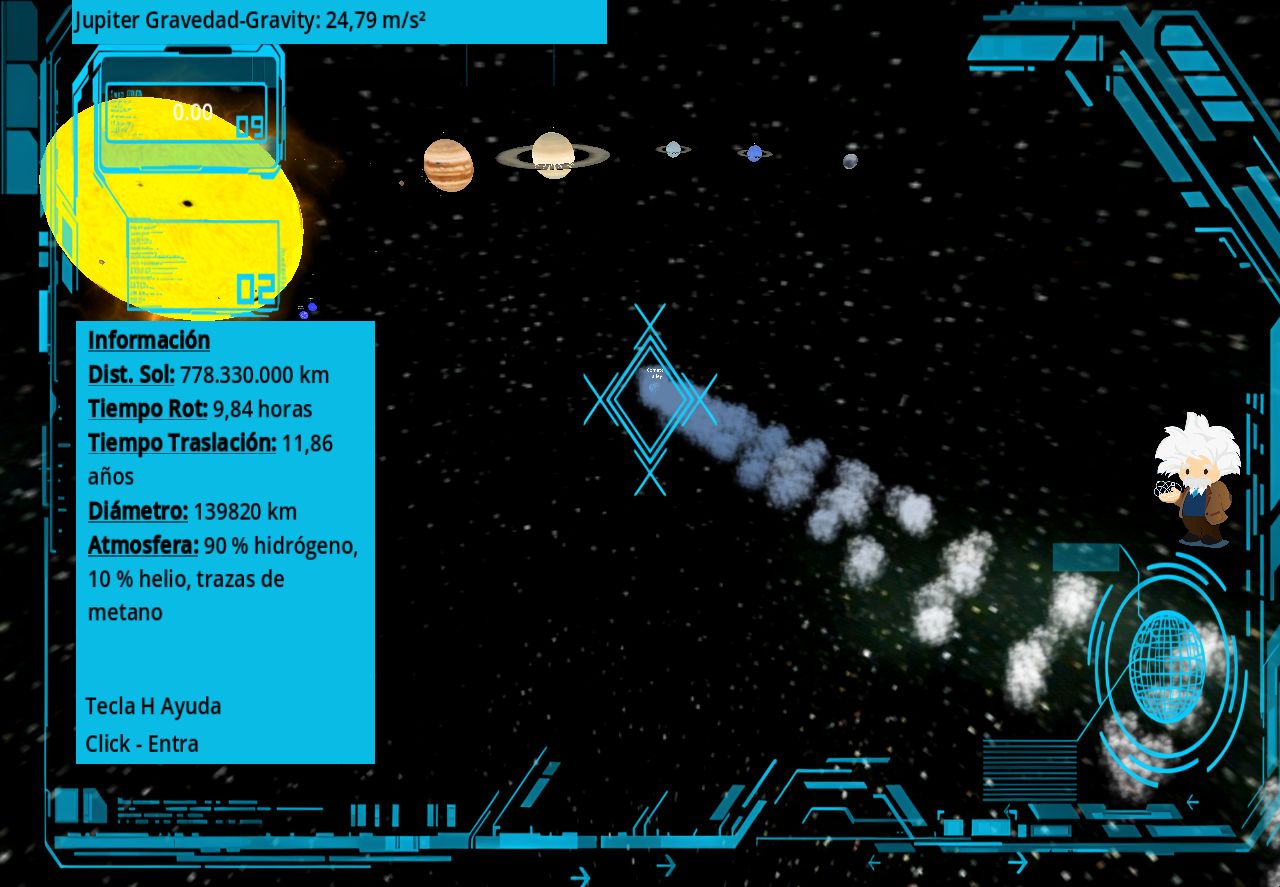 Jupiter Gravedad-Gravity: 24,79 m/s²
0.00
09
02
Información
Dist. Sol: 778.330.000 km
Tiempo Rot: 9,84 horas
Tiempo Traslación: 11,86
años
Diámetro: 139820 km
Atmosfera: 90 % hidrógeno,
10 % helio, trazas de
metano
Tecla H Ayuda
Click - Entra